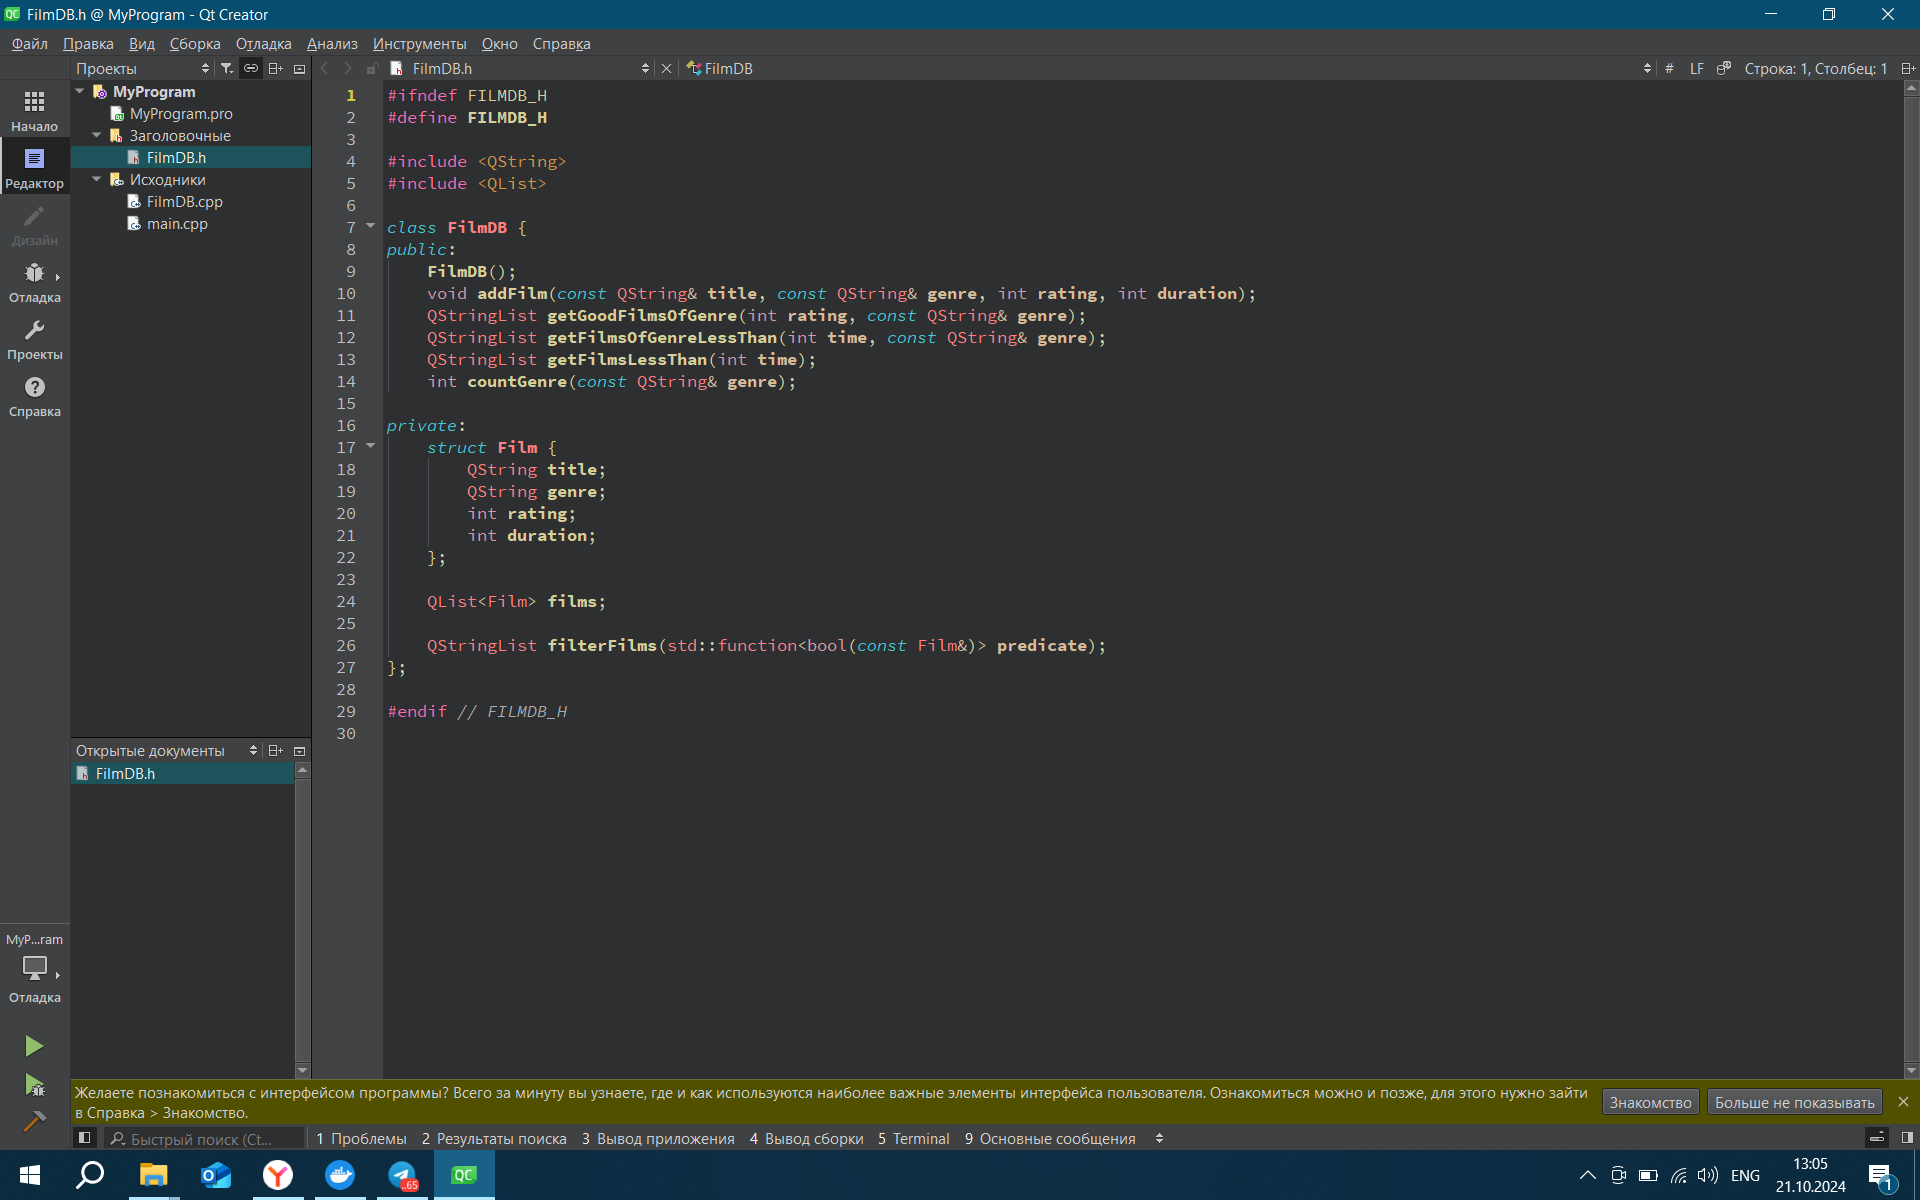 FilmDB.h @ MyProgram - Qt Creator
Файл Правка Вид Сборка Отладка Анализ Инструменты Окно Справка
Проекты
FilmDB.h
FilmDB
# LF Строка: 1, Столбец: 1
Начало
Редактор
Дизайн
Отладка
Проекты
Справка
MyProgram
MyProgram.pro
Заголовочные
FilmDB.h
Исходники
FilmDB.cpp
main.cpp
1 #ifndef FILMDB_H
2 #define FILMDB_H
3
4 #include <QString>
5 #include <QList>
6
7 class FilmDB {
8 public:
9 FilmDB();
10 void addFilm(const QString& title, const QString& genre, int rating, int duration);
11 QStringList getGoodFilmsOfGenre(int rating, const QString& genre);
12 QStringList getFilmsOfGenreLessThan(int time, const QString& genre);
13 QStringList getFilmsLessThan(int time);
14 int countGenre(const QString& genre);
15
16 private:
17 struct Film {
18 QString title;
19 QString genre;
20 int rating;
21 int duration;
22 };
23
24 QList<Film> films;
25
26 QStringList filterFilms(std::function<bool(const Film&)> predicate);
27 };
28
29 #endif // FILMDB_H
30
Открытые документы
FilmDB.h
MyP...ram
Отладка
Желаете познакомиться с интерфейсом программы? Всего за минуту вы узнаете, где и как используются наиболее важные элементы интерфейса пользователя. Ознакомиться можно и позже, для этого нужно зайти
в Справка > Знакомство.
Знакомство
Больше не показывать
Быстрый поиск (Ct...
1 Проблемы 2 Результаты поиска 3 Вывод приложения 4 Вывод сборки 5 Terminal 9 Основные сообщения
65
QC
ENG
13:05
21.10.2024
1